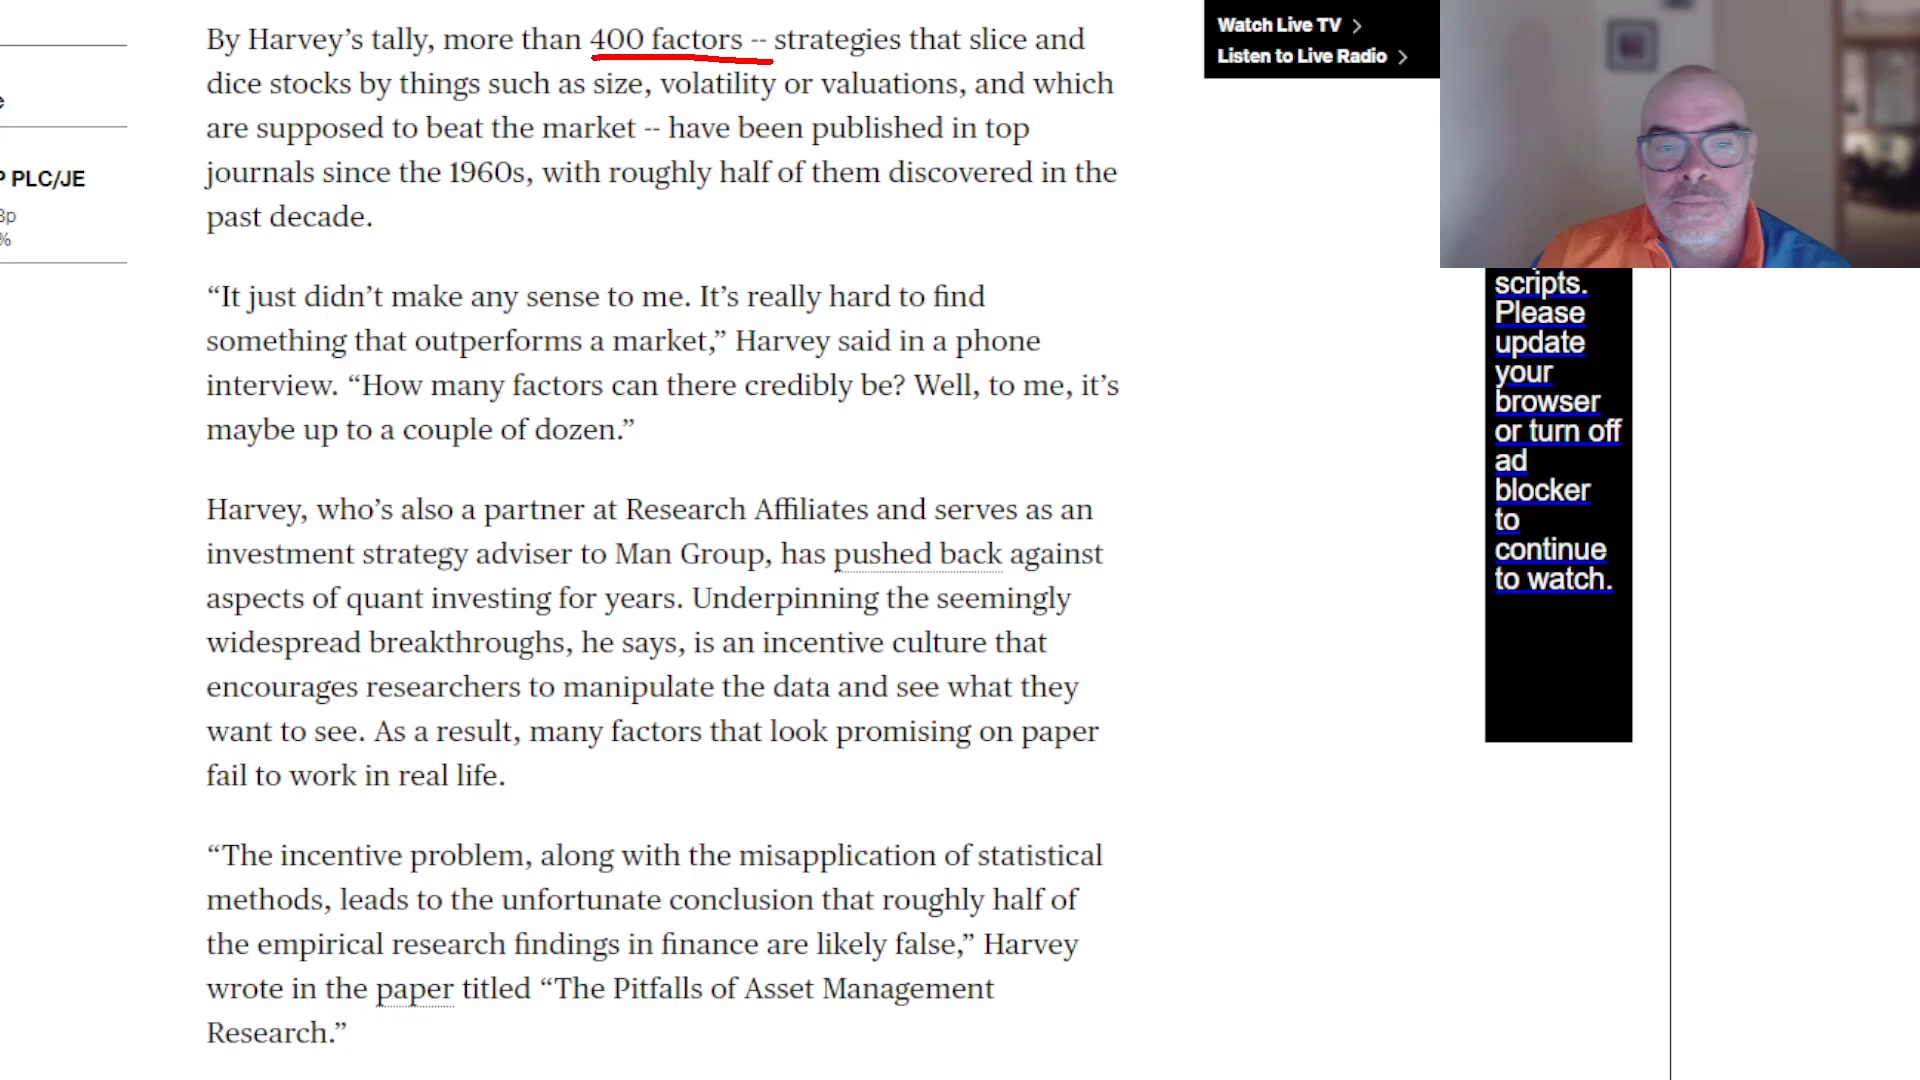 By Harvey’s tally, more than 400 factors -- strategies that slice and
dice stocks by things such as size, volatility or valuations, and which
are supposed to beat the market -- have been published in top
journals since the 1960s, with roughly half of them discovered in the
past decade.
“It just didn’t make any sense to me. It’s really hard to find
something that outperforms a market,” Harvey said in a phone
interview. “How many factors can there credibly be? Well, to me, it’s
maybe up to a couple of dozen.”
Harvey, who’s also a partner at Research Affiliates and serves as an
investment strategy adviser to Man Group, has pushed back against
aspects of quant investing for years. Underpinning the seemingly
widespread breakthroughs, he says, is an incentive culture that
encourages researchers to manipulate the data and see what they
want to see. As a result, many factors that look promising on paper
fail to work in real life.
“The incentive problem, along with the misapplication of statistical
methods, leads to the unfortunate conclusion that roughly half of
the empirical research findings in finance are likely false,” Harvey
wrote in the paper titled “The Pitfalls of Asset Management
Research.”
P PLC/JE
3p
%
Watch Live TV
Listen to Live Radio
scripts.
Please
update
your
browser
or turn off
ad
blocker
to
continue
to watch.